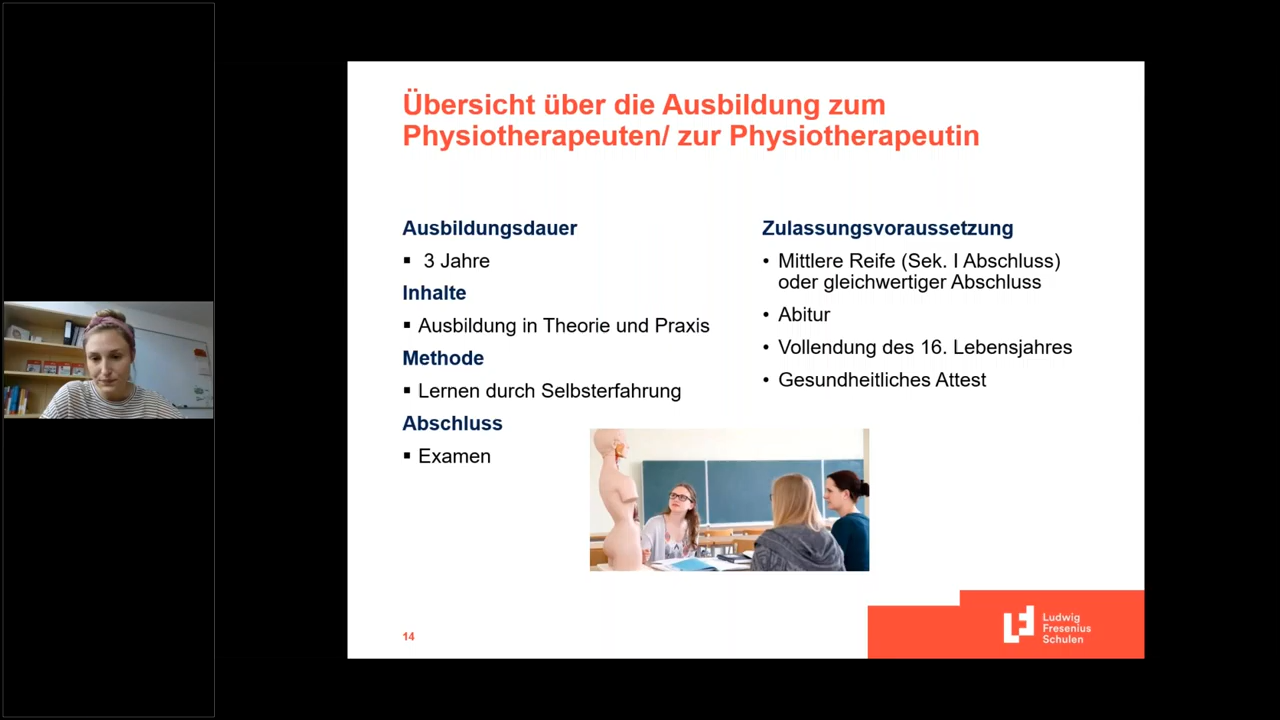 Übersicht über die Ausbildung zum
Physiotherapeuten/ zur Physiotherapeutin
Ausbildungsdauer
▪ 3 Jahre
Inhalte
▪ Ausbildung in Theorie und Praxis
Methode
▪ Lernen durch Selbsterfahrung
Abschluss
▪ Examen
Zulassungsvoraussetzung
• Mittlere Reife (Sek. I Abschluss)
oder gleichwertiger Abschluss
• Abitur
• Vollendung des 16. Lebensjahres
• Gesundheitliches Attest
14
Ludwig
Fresenius
Schulen